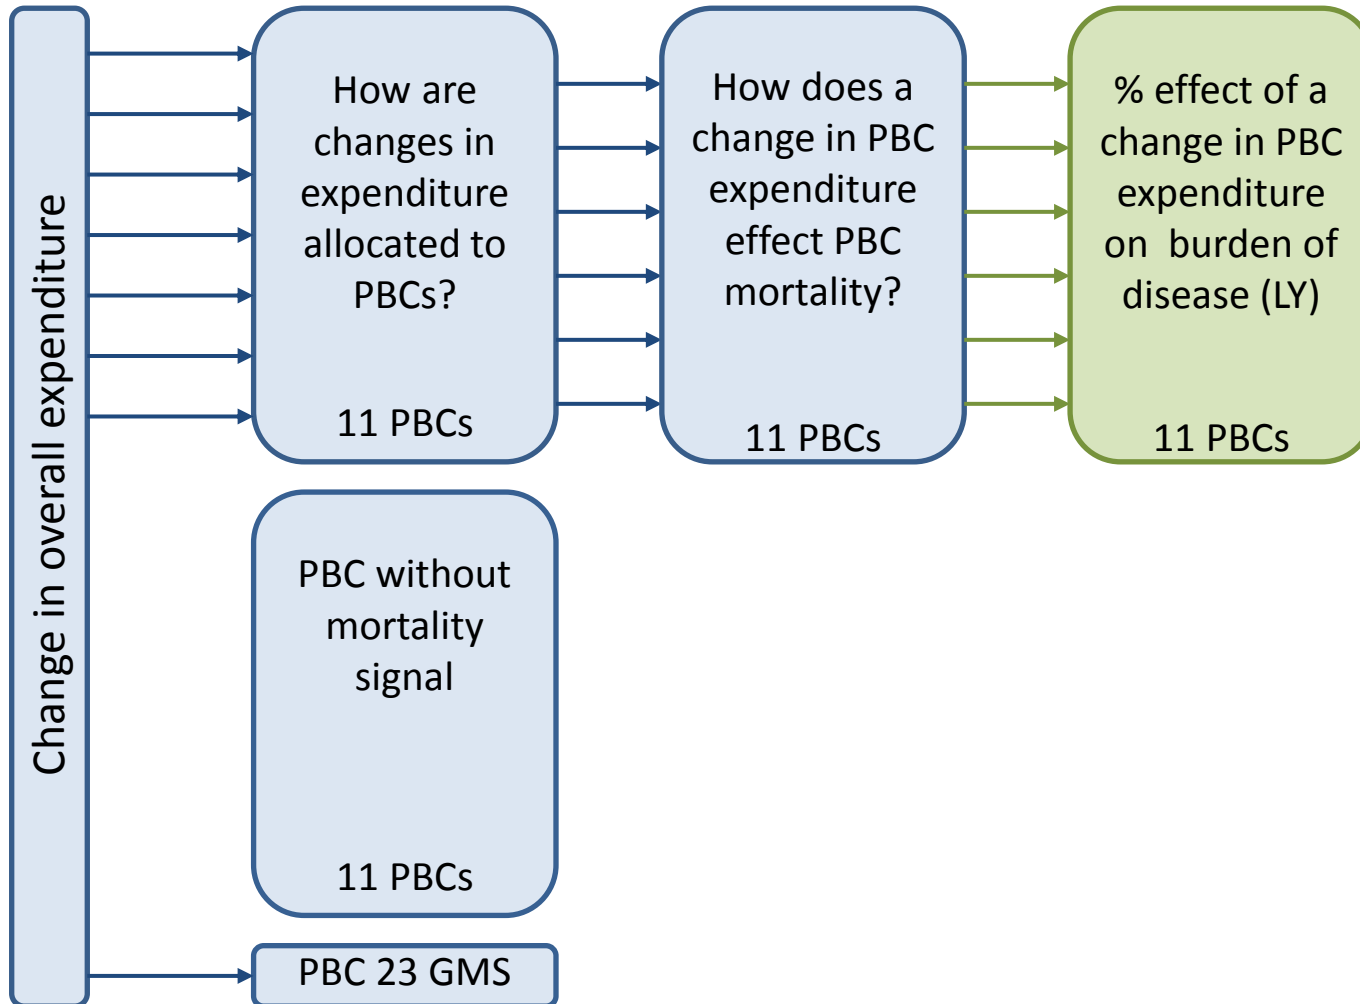 Change in overall expenditure
How are
changes in
expenditure
allocated to
PBCs?
11 PBCs
How does a
change in PBC
expenditure
effect PBC
mortality?
11 PBCs
% effect of a
change in PBC
expenditure
on burden of
disease (LY)
11 PBCs
PBC without
mortality
signal
11 PBCs
PBC 23 GMS